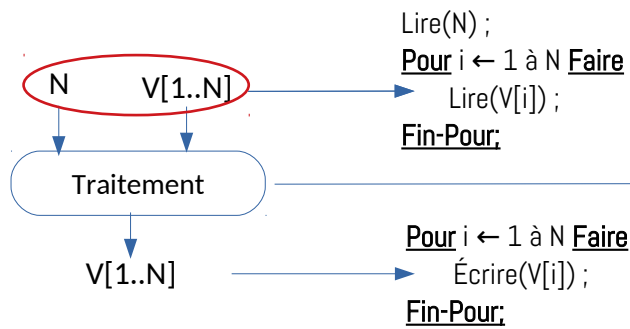 Lire(N) ;
Pour i ← 1 à N Faire
Lire(V[i]) ;
Fin-Pour;
N V[1..N]
Traitement
V[1..N]
Pour i ← 1 à N Faire
Écrire(V[i]) ;
Fin-Pour;